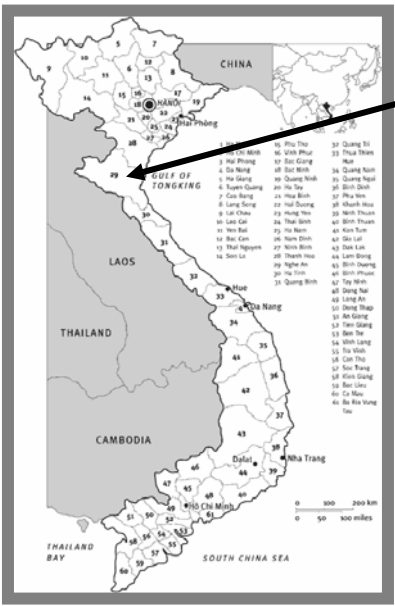 CHINA
HANOI
Hai Phòng
GULF OF
TONGKING
LAOS
Hue
Da Nang
THAILAND
CAMBODIA
Dalat
Nha Trang
Hô Chi Minh
THAILAND
BAY
SOUTH CHINA SEA
0 100 200 km
0 50 100 miles
Chi Minh
3 Hai Phong
4 Da Nang
5 Ha Giang
6 Tuyen Quang
7 Cao Bang
8 Lang Song
9 Lai Chau
10 Lao Cai
11 Yen Bai
12 Bac Can
13 Thai Nguyen
14 Son La
15 Phu Tho
16 Vinh Phuc
17 Bac Giang
18 Bac Ninh
19 Quang Ninh
20 Ha Tay
21 Hoa Binh
22 Hai Duong
23 Hung Yen
24 Thai Binh
25 Ha Nam
26 Nam Dinh
27 Ninh Binh
28 Thanh Hoa
29 Nghe An
30 Ha Tinh
31 Quang Binh
32 Quang Tri
33 Thua Thien
Hue
34 Quang Nam
35 Quang Ngai
36 Binh Dinh
37 Phu Yen
38 Khanh Hoa
39 Ninh Thuan
40 Binh Thuan
41 Kon Tum
42 Gia Lai
43 Dak Lak
44 Lam Dong
45 Binh Duong
46 Binh Phuoc
47 Tay Ninh
48 Dong Nai
49 Long An
50 Dong Thap
51 An Giang
52 Tien Giang
53 Ben Tre
54 Vinh Long
55 Tra Vinh
56 Can Tho
57 Soc Trang
58 Kien Giang
59 Bac Lieu
60 Ca Mau
61 Ba Ria Vung
Tau